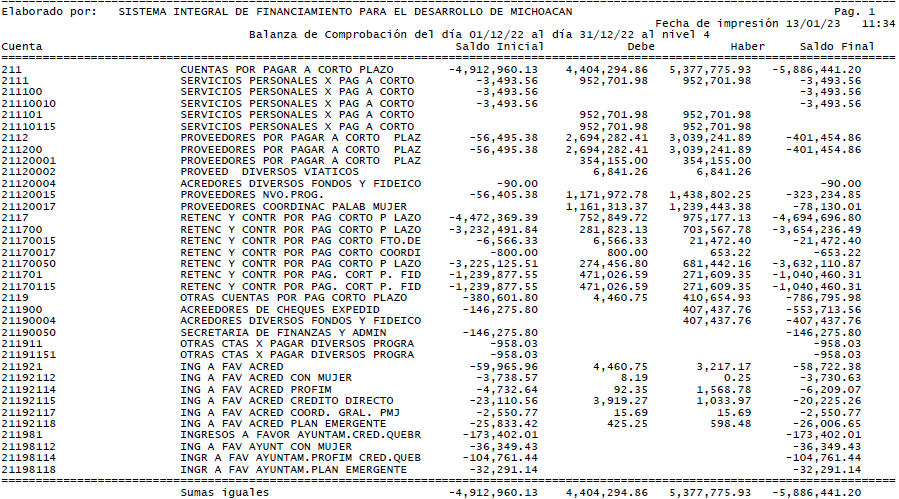 Elaborado por: SISTEMA INTEGRAL DE FINANCIAMIENTO PARA EL DESARROLLO DE MICHOACAN Pag. 1
Fecha de impresión 13/01/23 11:34
Balanza de Comprobación del día 01/12/22 al día 31/12/22 al nivel 4
Cuenta Saldo Inicial Debe Haber Saldo Final
211 CUENTAS POR PAGAR A CORTO PLAZO -4,912,960.13 4,404,294.86 5,377,775.93 -5,886,441.20
2111 SERVICIOS PERSONALES X PAG A CORTO -3,493.56 952,701.98 952,701.98 -3,493.56
211100 SERVICIOS PERSONALES X PAG A CORTO -3,493.56 -3,493.56
21110010 SERVICIOS PERSONALES X PAG A CORTO -3,493.56 -3,493.56
211101 SERVICIOS PERSONALES X PAG A CORTO 952,701.98 952,701.98
21110115 SERVICIOS PERSONALES X PAG A CORTO 952,701.98 952,701.98
2112 PROVEEDORES POR PAGAR A CORTO PLAZ -56,495.38 2,694,282.41 3,039,241.89 -401,454.86
211200 PROVEEDORES POR PAGAR A CORTO PLAZ -56,495.38 2,694,282.41 3,039,241.89 -401,454.86
21120001 PROVEEDORES POR PAGAR A CORTO PLAZ 354,155.00 354,155.00
21120002 PROVEED DIVERSOS VIATICOS 6,841.26 6,841.26
21120004 ACREDORES DIVERSOS FONDOS Y FIDEICO -90.00 -90.00
21120015 PROVEEDORES NVO.PROG. -56,405.38 1,171,972.78 1,438,802.25 -323,234.85
21120017 PROVEEDORES COORDINAC PALAB MUJER 1,161,313.37 1,239,443.38 -78,130.01
2117 RETENC Y CONTR POR PAG CORTO P LAZO -4,472,369.39 752,849.72 975,177.13 -4,694,696.80
211700 RETENC Y CONTR POR PAG CORTO P LAZO -3,232,491.84 281,823.13 703,567.78 -3,654,236.49
21170015 RETENC Y CONTR POR PAG CORTO FTO.DE -6,566.33 6,566.33 21,472.40 -21,472.40
21170017 RETENC Y CONTR POR PAG CORTO COORDI -800.00 800.00 653.22 -653.22
21170050 RETENC Y CONTR POR PAG CORTO P LAZO -3,225,125.51 274,456.80 681,442.16 -3,632,110.87
211701 RETENC Y CONTR POR PAG. CORT P. FID -1,239,877.55 471,026.59 271,609.35 -1,040,460.31
21170115 RETENC Y CONTR POR PAG. CORT P. FID -1,239,877.55 471,026.59 271,609.35 -1,040,460.31
2119 OTRAS CUENTAS POR PAG CORTO PLAZO -380,601.80 4,460.75 410,654.93 -786,795.98
211900 ACREEDORES DE CHEQUES EXPEDID -146,275.80 407,437.76 -553,713.56
21190004 ACREDORES DIVERSOS FONDOS Y FIDEICO 407,437.76 -407,437.76
21190050 SECRETARIA DE FINANZAS Y ADMIN -146,275.80 -146,275.80
211911 OTRAS CTAS X PAGAR DIVERSOS PROGRA -958.03 -958.03
21191151 OTRAS CTAS X PAGAR DIVERSOS PROGRA -958.03 -958.03
211921 ING A FAV ACRED -59,965.96 4,460.75 3,217.17 -58,722.38
21192112 ING A FAV ACRED CON MUJER -3,738.57 8.19 0.25 -3,730.63
21192114 ING A FAV ACRED PROFIM -4,732.64 92.35 1,568.78 -6,209.07
21192115 ING A FAV ACRED CREDITO DIRECTO -23,110.56 3,919.27 1,033.97 -20,225.26
21192117 ING A FAV ACRED COORD. GRAL. PMJ -2,550.77 15.69 15.69 -2,550.77
21192118 ING A FAV ACRED PLAN EMERGENTE -25,833.42 425.25 598.48 -26,006.65
211981 INGRESOS A FAVOR AYUNTAM.CRED.QUEBR -173,402.01 -173,402.01
21198112 ING A FAV AYUNT CON MUJER -36,349.43 -36,349.43
21198114 INGR A FAV AYUNTAM.PROFIM CRED.QUEB -104,761.44 -104,761.44
21198118 INGR A FAV AYUNTAM.PLAN EMERGENTE -32,291.14 -32,291.14
Sumas iguales -4,912,960.13 4,404,294.86 5,377,775.93 -5,886,441.20